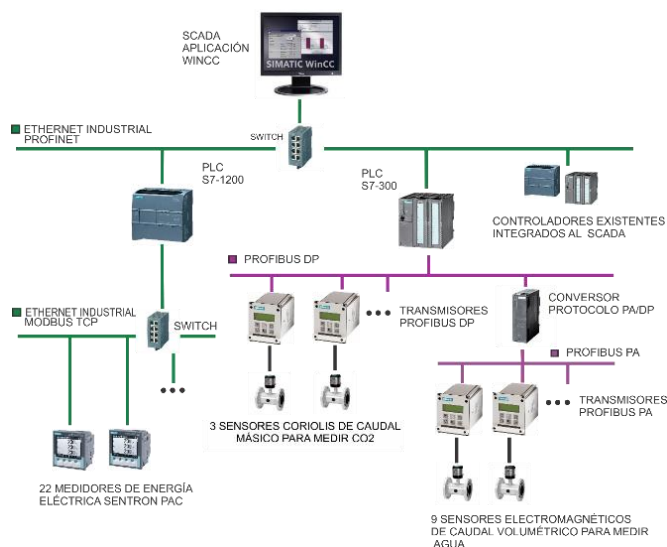 SCADA
APLICACIÓN
WINCC
SIMATIC WinCC
ETHERNET INDUSTRIAL
PROFINET
SWITCH
PLC
S7-1200
PLC
S7-300
CONTROLADORES EXISTENTES
INTEGRADOS AL SCADA
PROFIBUS DP
ETHERNET INDUSTRIAL
MODBUS TCP
SWITCH
TRANSMISORES
PROFIBUS DP
CONVERSOR
PROTOCOLO PA/DP
PROFIBUS PA
TRANSMISORES
PROFIBUS PA
3 SENSORES CORIOLIS DE CAUDAL
MÁSICO PARA MEDIR CO2
22 MEDIDORES DE ENERGÍA
ELÉCTRICA SENTRON PAC
9 SENSORES ELECTROMAGNÉTICOS
DE CAUDAL VOLUMÉTRICO PARA MEDIR
AGUA